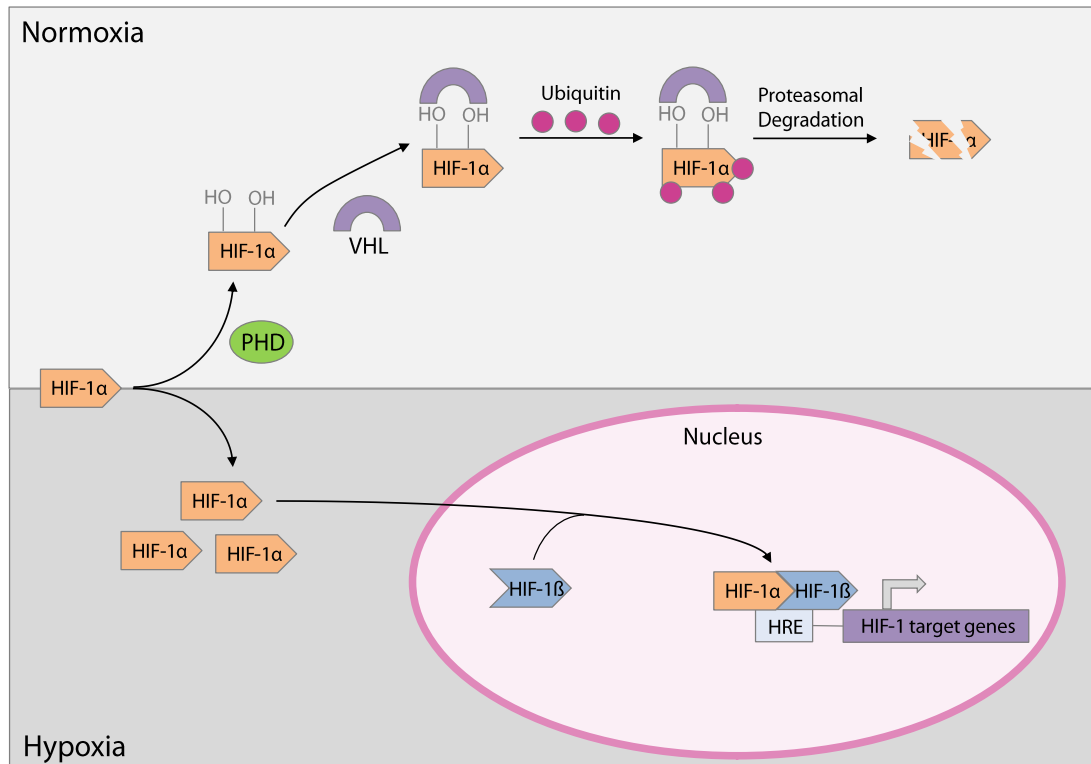 Normoxia
HO OH
HIF-1α
VHL
HO OH
HIF-1α
Ubiquitin
HO OH
HIF-1α
Proteasomal
Degradation
HIF-1α
PHD
HIF-1α
HIF-1α
HIF-1α
HIF-1α
Nucleus
HIF-1ß
HIF-1α
HIF-1ß
HRE
HIF-1 target genes
Hypoxia